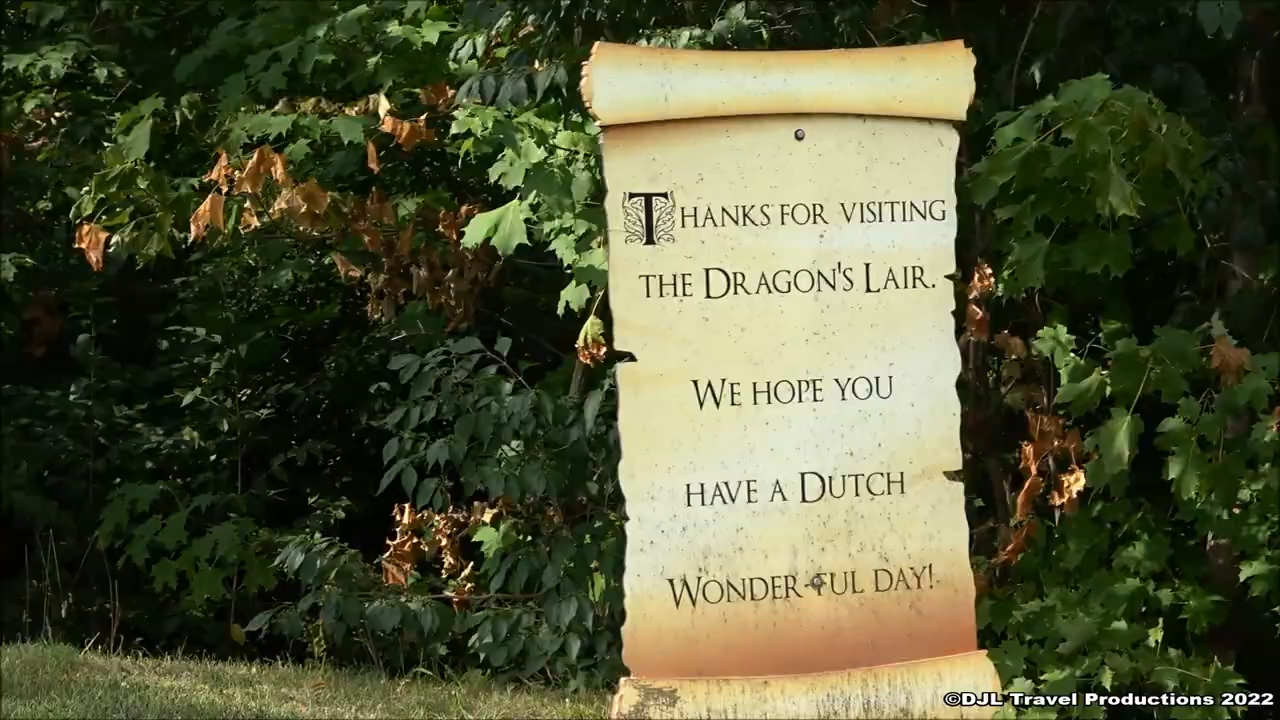 Thanks for visiting
the Dragon's Lair.
We hope you
have a Dutch
Wonder-ful day!
©DJL Travel Productions 2022